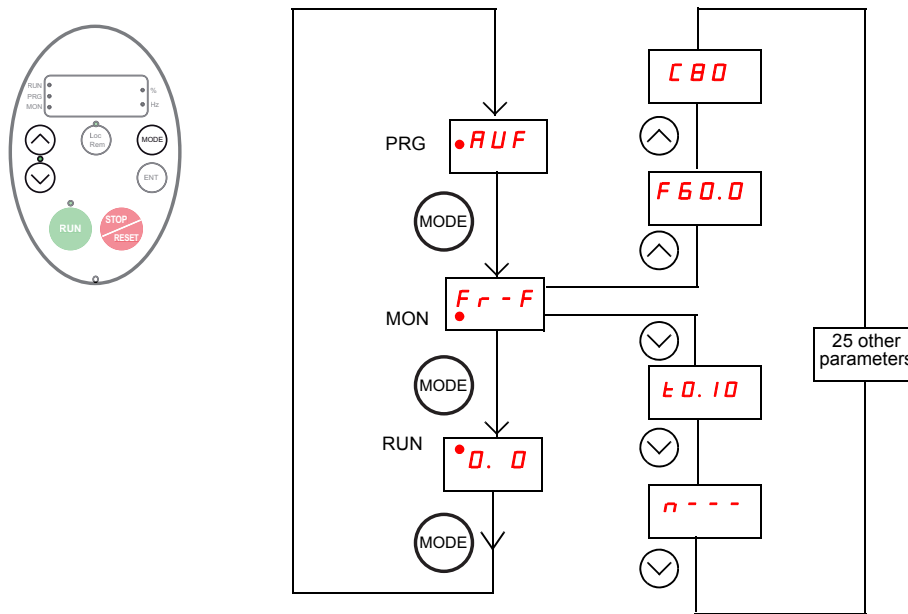 RUN
PRG
MON
%
Hz
Loc
Rem
MODE
ENT
RUN
STOP
RESET
PRG
AUF
MODE
MON
Fr-F
MODE
RUN
0.0
MODE
C80
F60.0
t0.10
n---
25 other
parameters